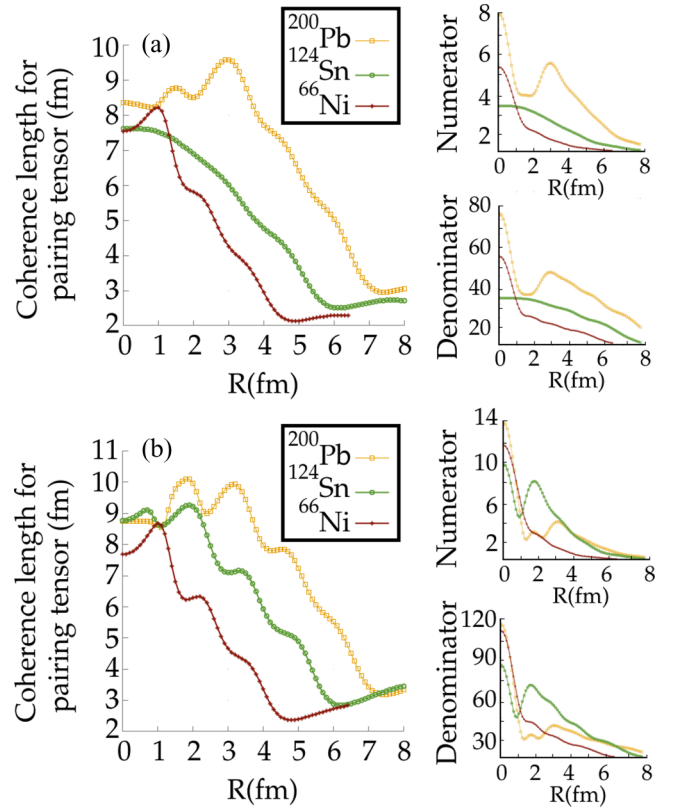 (a)
200Pb
124Sn
66Ni
Coherence length for
pairing tensor (fm)
10
9
8
7
6
5
4
3
2
0 1 2 3 4 5 6 7 8
R(fm)
Numerator
8
6
4
2
0 2 4 6 8
R(fm)
Denominator
80
60
40
20
0 2 4 6 8
R(fm)
(b)
200Pb
124Sn
66Ni
Coherence length for
pairing tensor (fm)
11
10
9
8
7
6
5
4
3
2
0 1 2 3 4 5 6 7 8
R(fm)
Numerator
14
10
6
2
0 2 4 6 8
R(fm)
Denominator
120
90
60
30
0 2 4 6 8
R(fm)